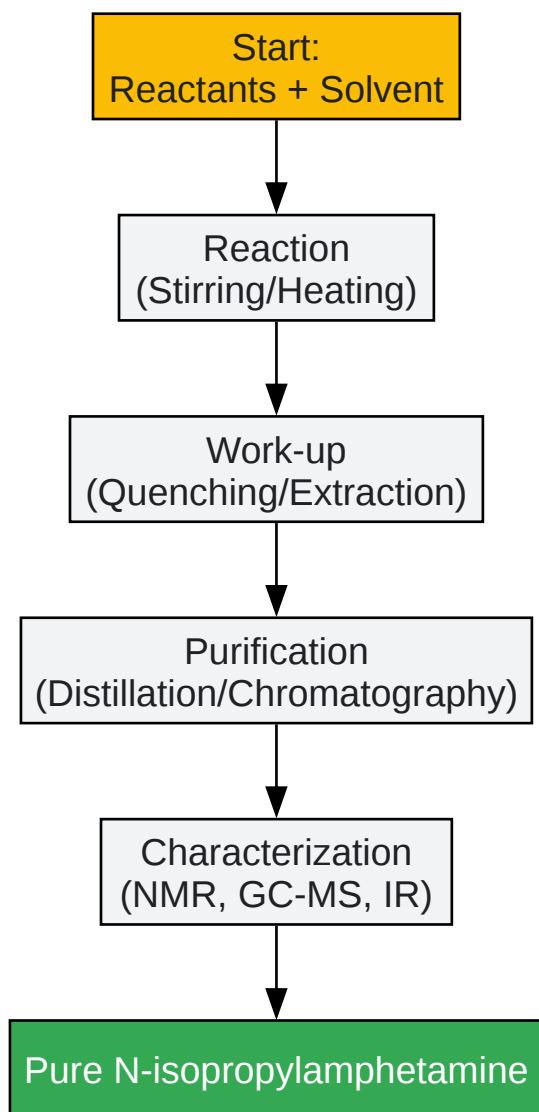 Start:
Reactants + Solvent
Reaction
(Stirring/Heating)
Work-up
(Quenching/Extraction)
Purification
(Distillation/Chromatography)
Characterization
(NMR, GC-MS, IR)
Pure N-isopropylamphetamine